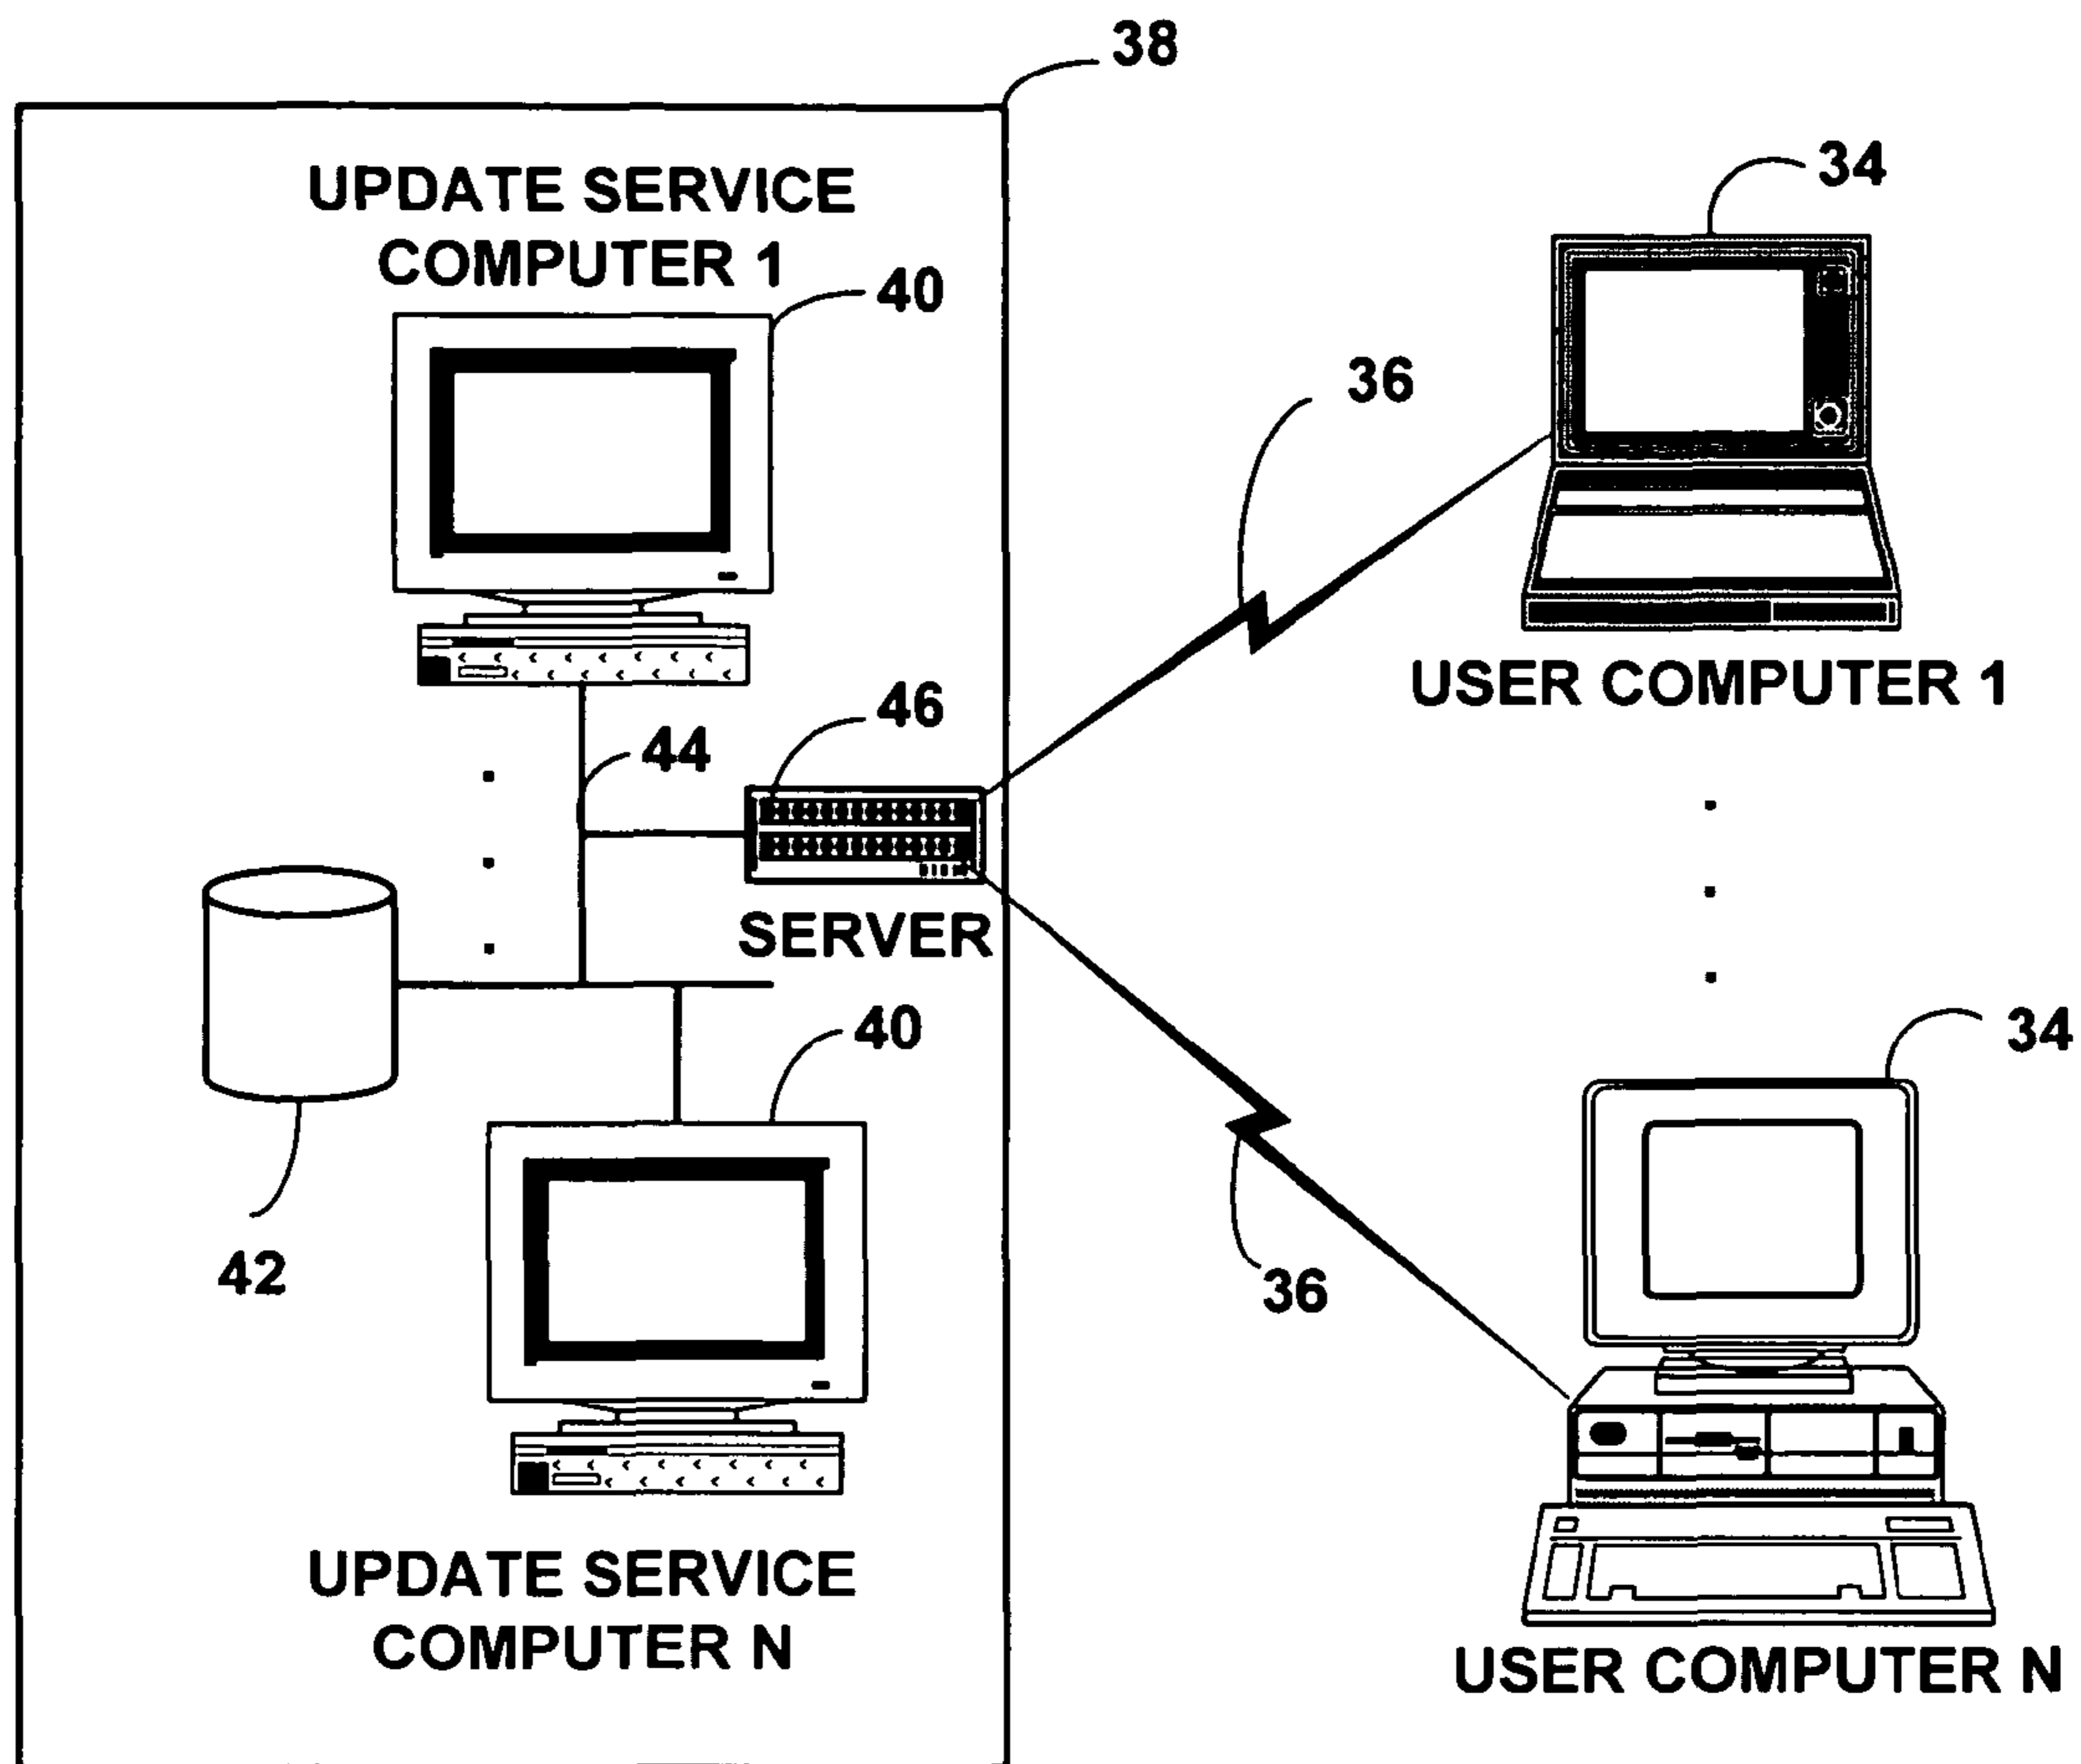 38
UPDATE SERVICE
COMPUTER 1
40
34
36
USER COMPUTER 1
46
44
SERVER
40
34
42
36
UPDATE SERVICE
COMPUTER N
USER COMPUTER N